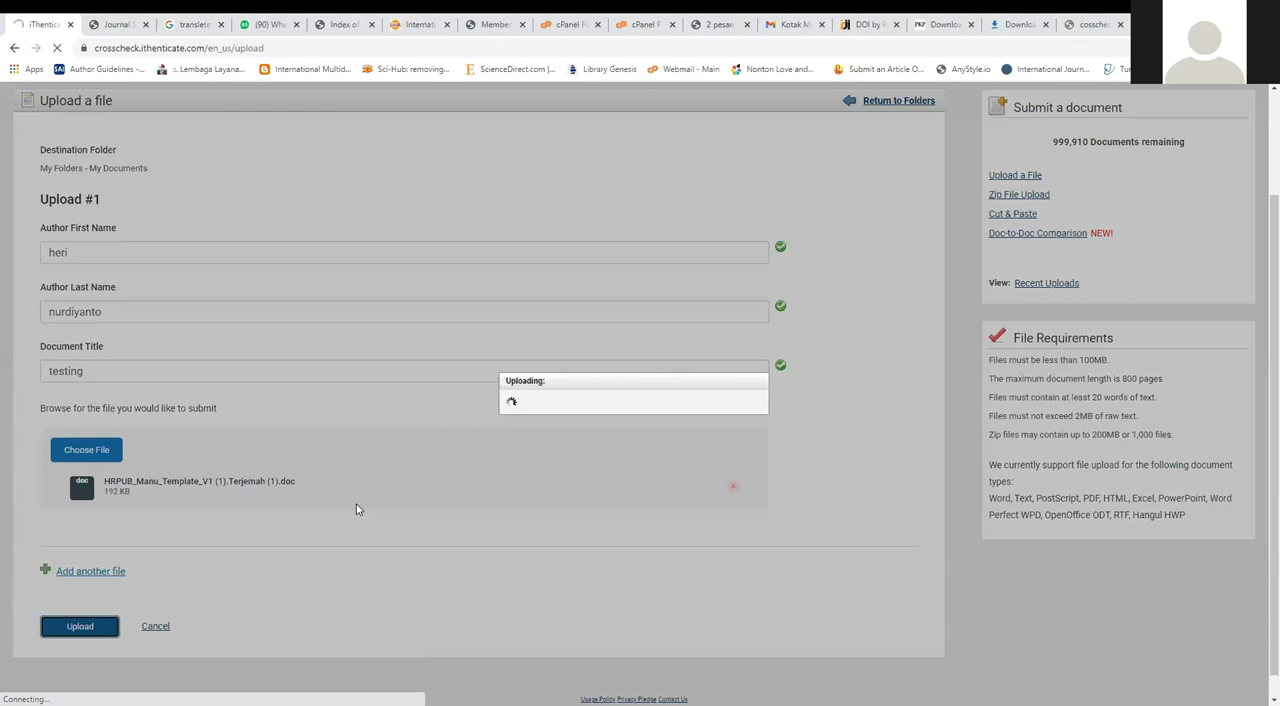 iThentic
Journal S
translete
(90) Wha
Index of
Internati
Member
cPanel F
cPanel F
2 pesan
Kotak M
DOI by F
Downloa
Downloa
crosschec
crosscheck.ithenticate.com/en_us/upload
Apps
Author Guidelines -...
:: Lembaga Layana...
International Multid...
Sci-Hub: removing...
ScienceDirect.com |...
Library Genesis
Webmail - Main
Nonton Love and...
Submit an Article O...
AnyStyle.io
International Journ...
Upload a file
Return to Folders
Destination Folder
My Folders - My Documents
Upload #1
Author First Name
heri
Author Last Name
nurdiyanto
Document Title
testing
Uploading:
Browse for the file you would like to submit
Choose File
doc
HRPUB_Manu_Template_V1 (1).Terjemah (1).doc
192 KB
Add another file
Upload
Cancel
Submit a document
999,910 Documents remaining
Upload a File
Zip File Upload
Cut & Paste
Doc-to-Doc Comparison NEW!
View: Recent Uploads
File Requirements
Files must be less than 100MB.
The maximum document length is 800 pages.
Files must contain at least 20 words of text.
Files must not exceed 2MB of raw text.
Zip files may contain up to 200MB or 1,000 files.
We currently support file upload for the following document
types:
Word, Text, PostScript, PDF, HTML, Excel, PowerPoint, Word
Perfect WPD, OpenOffice ODT, RTF, Hangul HWP
Connecting...
Usage Policy Privacy Pledge Contact Us